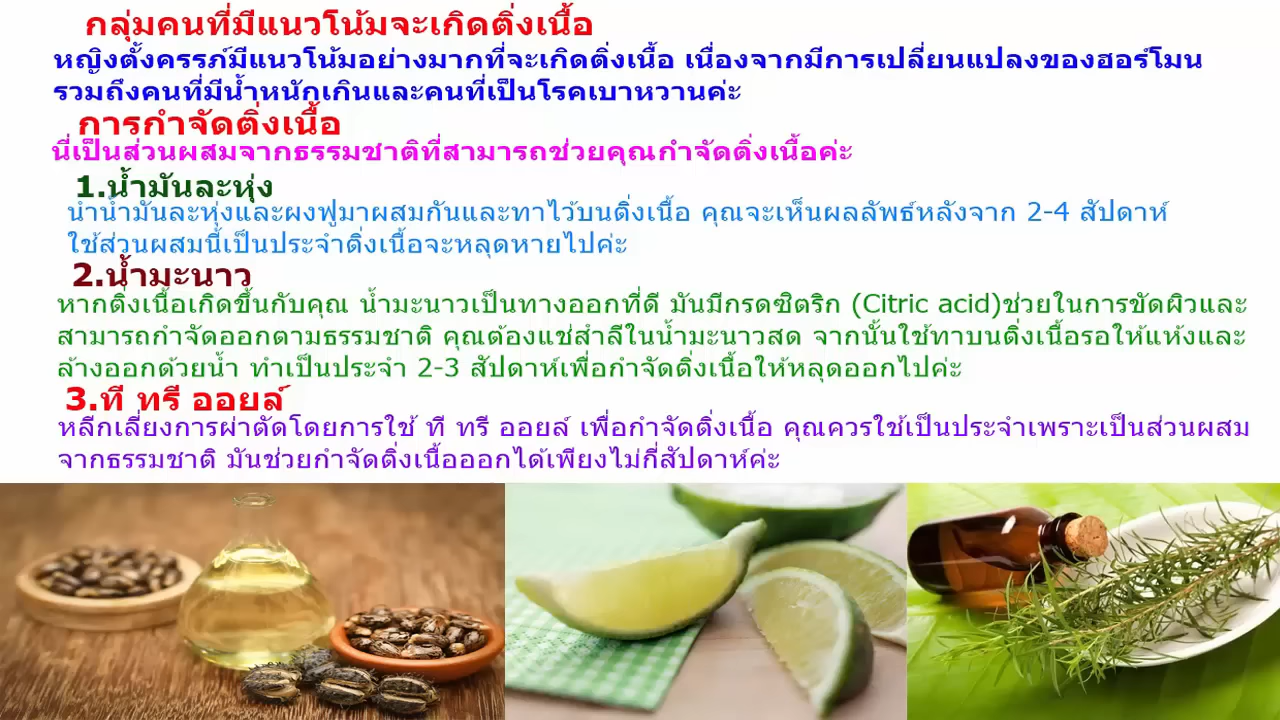 กลุ่มคนที่มีแนวโน้มจะเกิดติ่งเนื้อ
หญิงตั้งครรภ์มีแนวโน้มอย่างมากที่จะเกิดติ่งเนื้อ เนื่องจากมีการเปลี่ยนแปลงของฮอร์โมน
รวมถึงคนที่มีน้ำหนักเกินและคนที่เป็นโรคเบาหวานค่ะ
การกำจัดติ่งเนื้อ
นี่เป็นส่วนผสมจากธรรมชาติที่สามารถช่วยคุณกำจัดติ่งเนื้อค่ะ
1.น้ำมันละหุ่ง
นำน้ำมันละหุ่งและผงฟูมาผสมกันและทาไว้บนติ่งเนื้อ คุณจะเห็นผลลัพธ์หลังจาก 2-4 สัปดาห์
ใช้ส่วนผสมนี้เป็นประจำติ่งเนื้อจะหลุดหายไปค่ะ
2.น้ำมะนาว
หากติ่งเนื้อเกิดขึ้นกับคุณ น้ำมะนาวเป็นทางออกที่ดี มันมีกรดซิตริก (Citric acid)ช่วยในการขัดผิวและ
สามารถกำจัดออกตามธรรมชาติ คุณต้องแช่สำลีในน้ำมะนาวสด จากนั้นใช้ทาบนติ่งเนื้อรอให้แห้งและ
ล้างออกด้วยน้ำ ทำเป็นประจำ 2-3 สัปดาห์เพื่อกำจัดติ่งเนื้อให้หลุดออกไปค่ะ
3.ที ทรี ออยล์
หลีกเลี่ยงการผ่าตัดโดยการใช้ ที ทรี ออยล์ เพื่อกำจัดติ่งเนื้อ คุณควรใช้เป็นประจำเพราะเป็นส่วนผสม
จากธรรมชาติ มันช่วยกำจัดติ่งเนื้อออกได้เพียงไม่กี่สัปดาห์ค่ะ